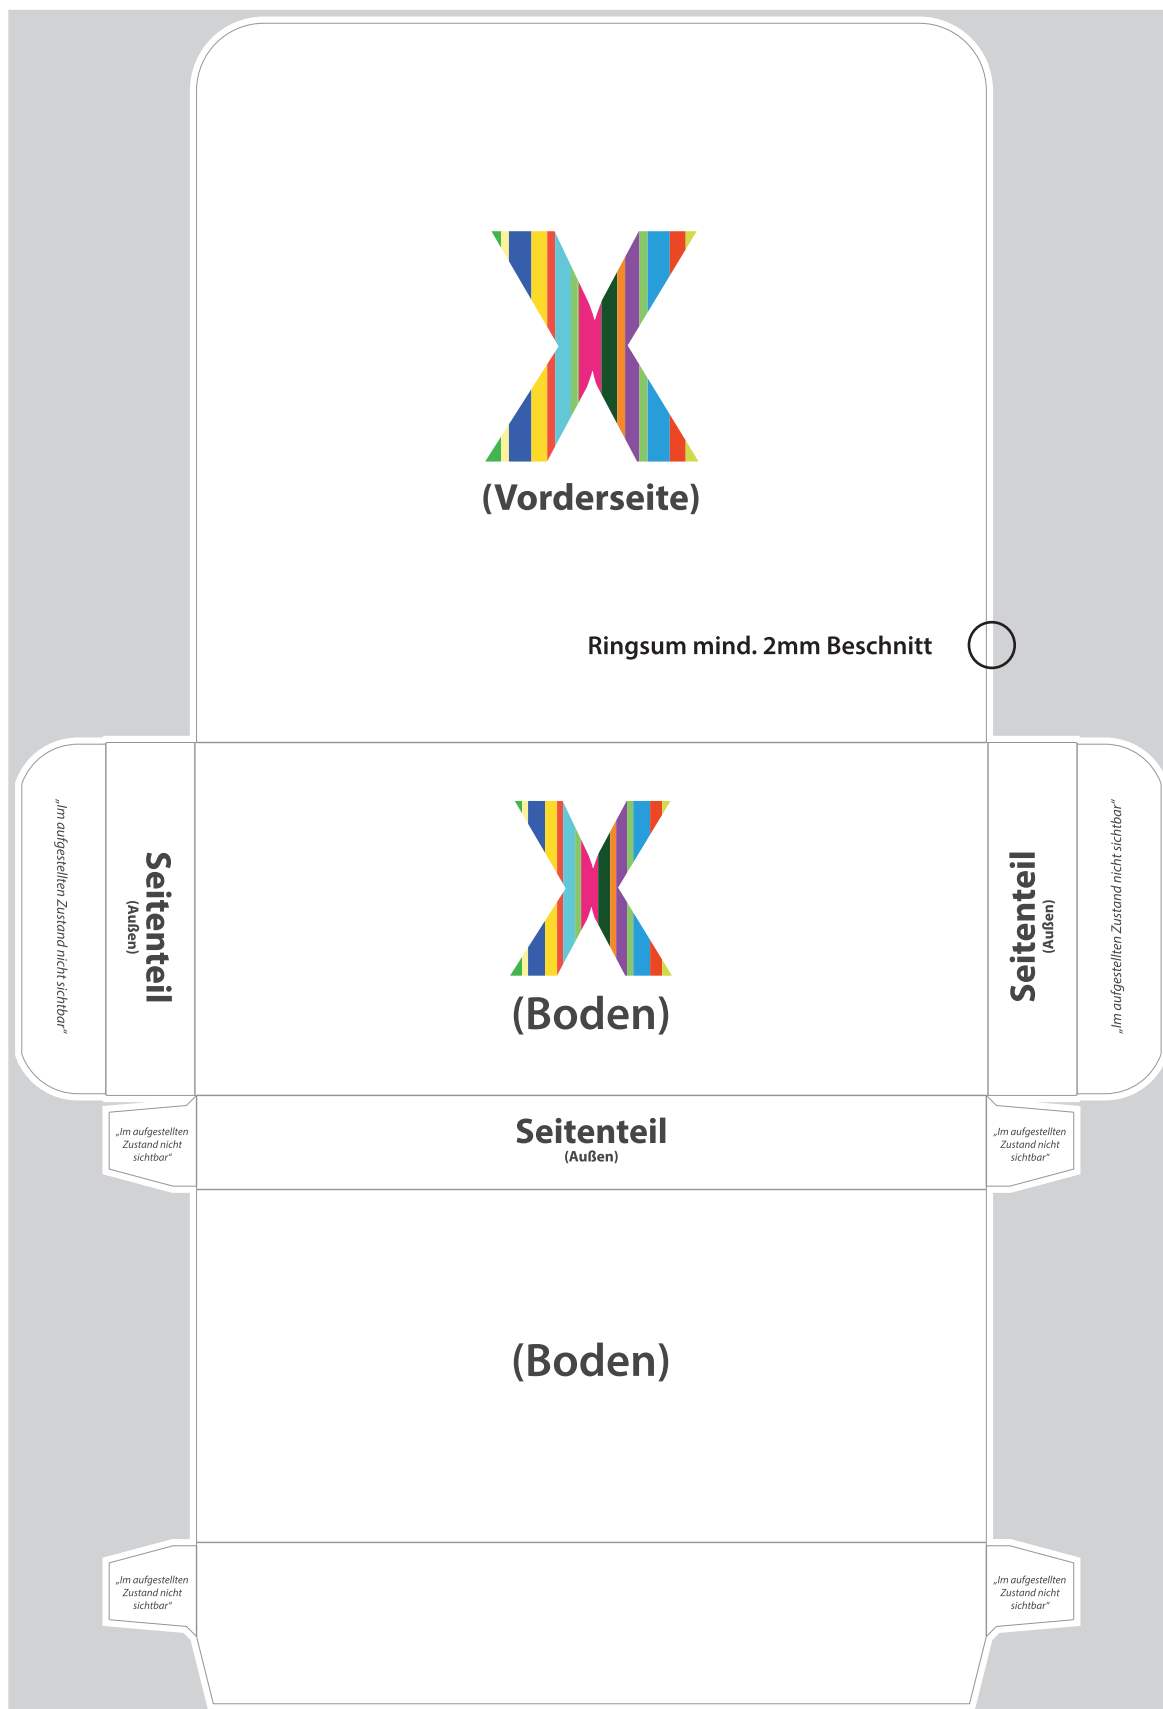 (Vorderseite)
Ringsum mind. 2mm Beschnitt
„Im aufgestellten Zustand nicht sichtbar“
Seitenteil
(Außen)
(Boden)
Seitenteil
(Außen)
„Im aufgestellten Zustand nicht sichtbar“
„Im aufgestellten
Zustand nicht
sichtbar“
Seitenteil
(Außen)
„Im aufgestellten
Zustand nicht
sichtbar“
(Boden)
„Im aufgestellten
Zustand nicht
sichtbar“
„Im aufgestellten
Zustand nicht
sichtbar“